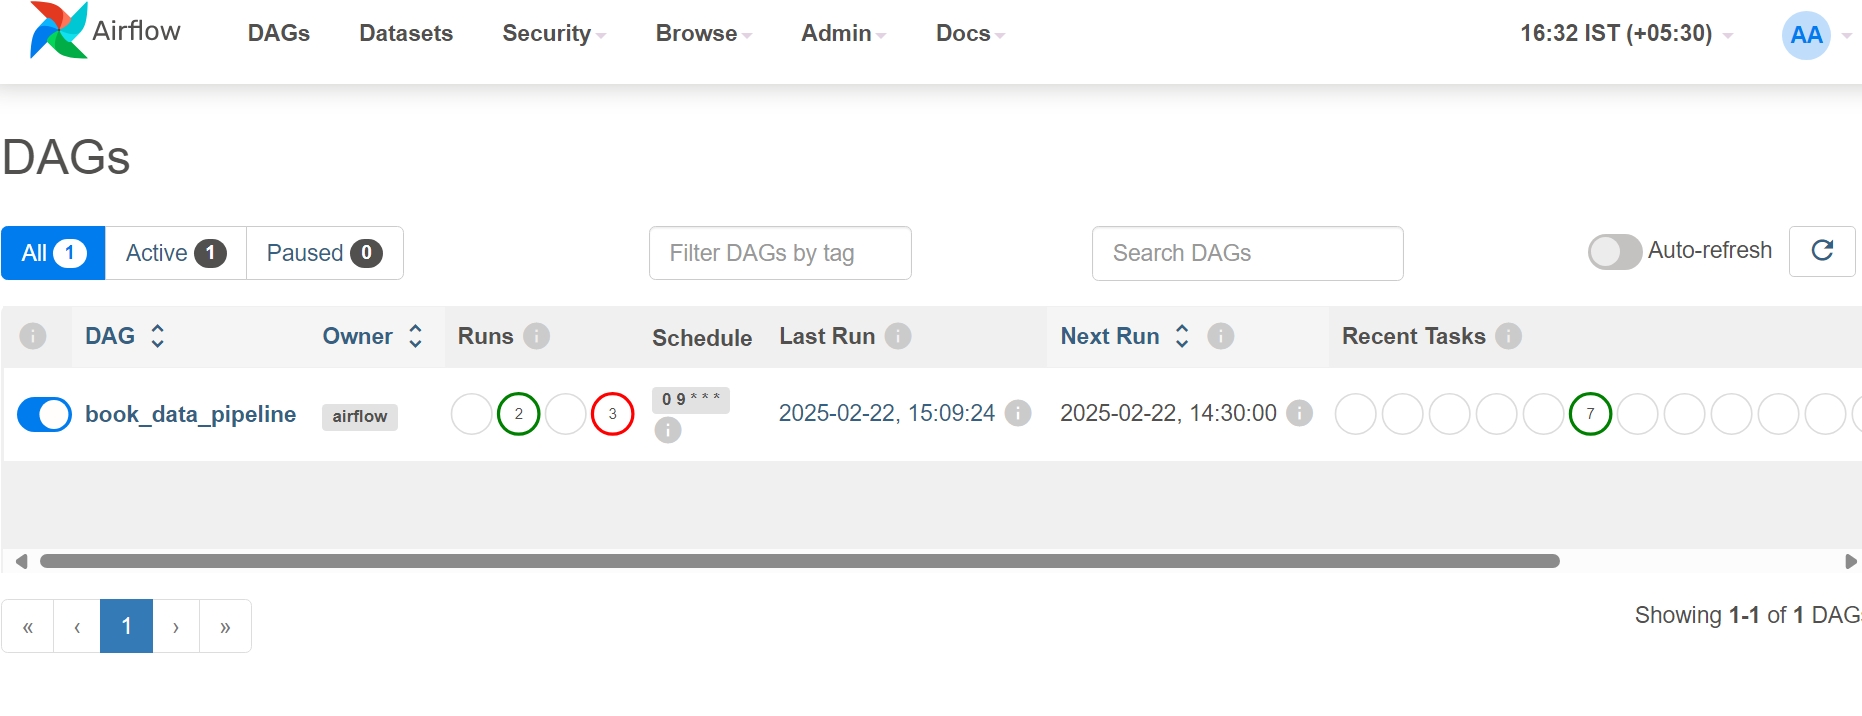 Airflow DAGs Datasets Security Browse Admin Docs 16:32 IST (+05:30) AA
DAGs
All 1 Active 1 Paused 0 Filter DAGs by tag Search DAGs Auto-refresh
DAG Owner Runs Schedule Last Run Next Run Recent Tasks
book_data_pipeline airflow 2 3 0 9 * * * 2025-02-22, 15:09:24 2025-02-22, 14:30:00 7
« ‹ 1 › » Showing 1-1 of 1 DAG